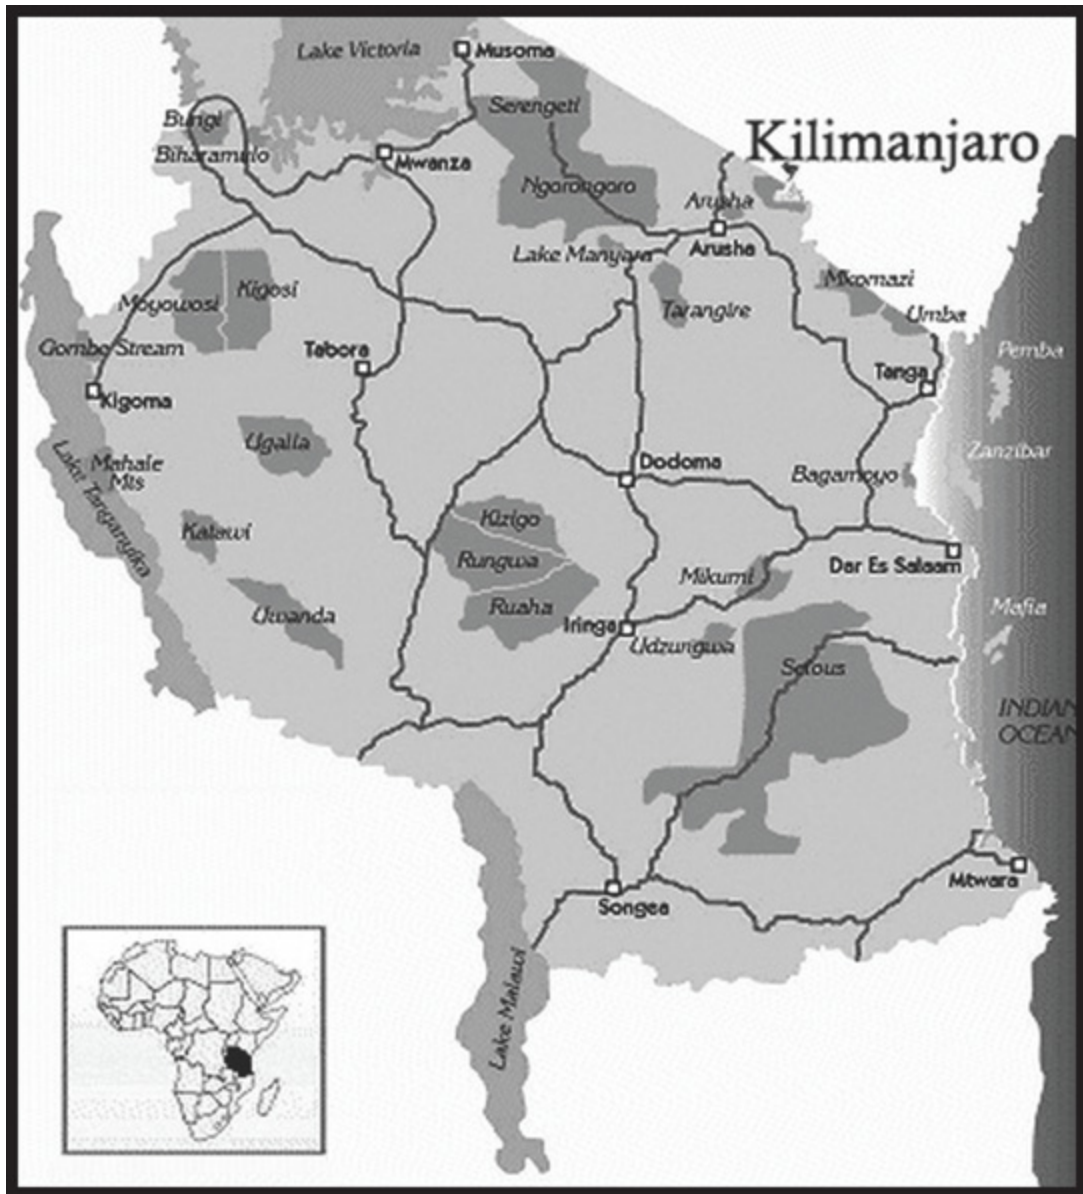 Lake Victoria
Musoma
Serengeti
Burigi
Biharamulo
Mwanza
Kilimanjaro
Ngorongoro
Arusha
Arusha
Lake Manyara
Mkomazi
Umba
Tarangire
Moyowosi
Kigosi
Gombe Stream
Tabora
Pemba
Tanga
Kigoma
Ugalla
Zanzibar
Mahale
Mts
Dodoma
Bagamoyo
Lake Tanganyika
Katawi
Kizigo
Rungwa
Ruaha
Mikumi
Dar Es Salaam
Uwanda
Iringa
Udzungwa
Mafia
Selous
INDIAN
OCEAN
Mtwara
Songea
Lake Malawi